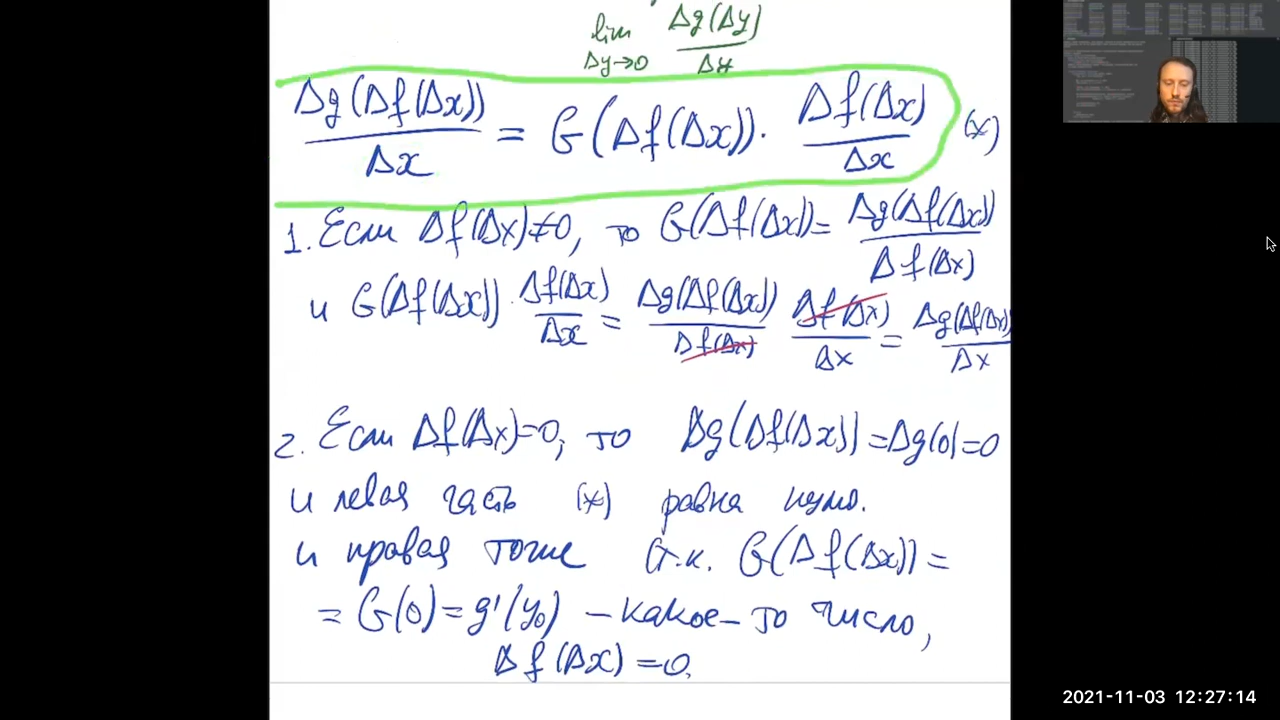 lim Δg(Δy)
Δy→0 Δy
Δg(Δf(Δx)) / Δx = G(Δf(Δx)) · Δf(Δx) / Δx (*)
1. Если Δf(Δx)≠0, то G(Δf(Δx)) = Δg(Δf(Δx)) / Δf(Δx)
и G(Δf(Δx)) · Δf(Δx) / Δx = Δg(Δf(Δx)) / Δf(Δx) Δf(Δx) / Δx = Δg(Δf(Δx)) / Δx
2. Если Δf(Δx)=0, то Δg(Δf(Δx)) = Δg(0) = 0
и левая часть (*) равна нулю.
и правая тоже (т.к. G(Δf(Δx)) =
= G(0) = g'(y₀) – какое-то число,
Δf(Δx) = 0.
2021-11-03 12:27:14